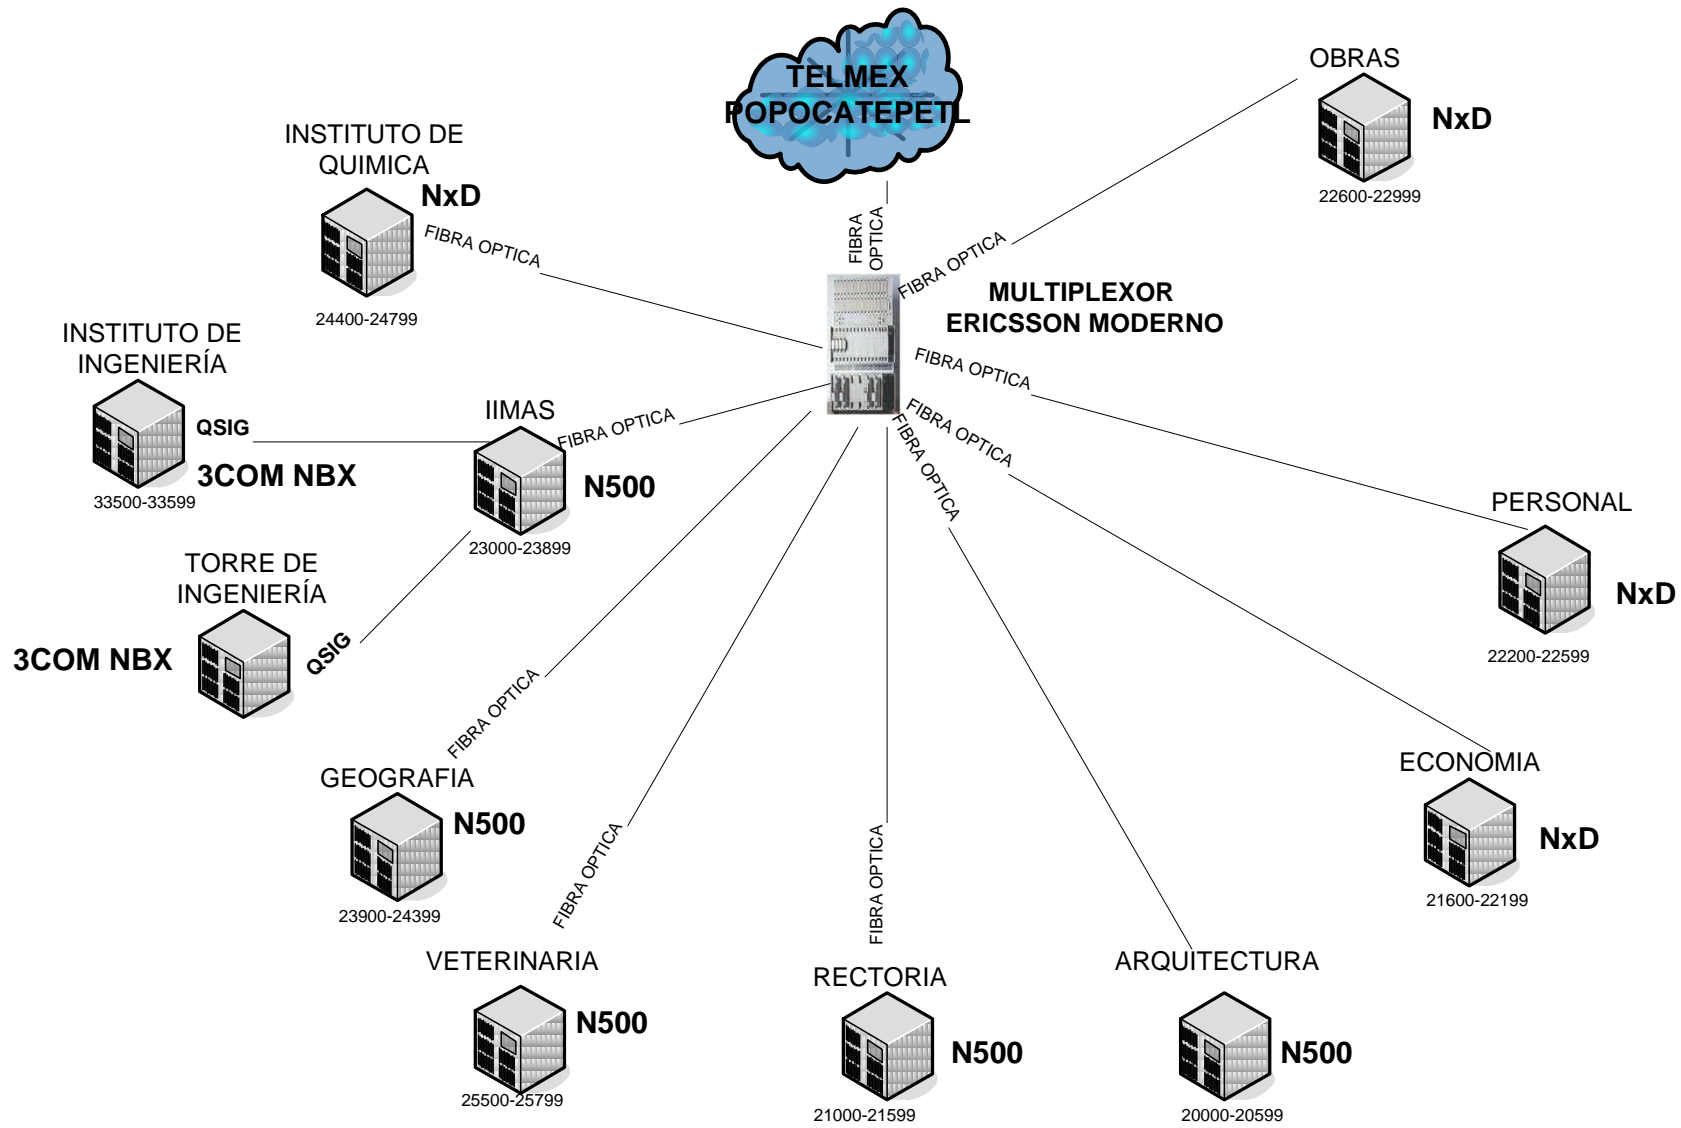 TELMEX
POPOCATEPETL
OBRAS
NxD
22600-22999
INSTITUTO DE
QUIMICA
NxD
FIBRA OPTICA
24400-24799
FIBRA
OPTICA
FIBRA OPTICA
MULTIPLEXOR
ERICSSON MODERNO
INSTITUTO DE
INGENIERÍA
QSIG
3COM NBX
33500-33599
IIMAS
FIBRA OPTICA
N500
23000-23899
FIBRA OPTICA
FIBRA OPTICA
FIBRA OPTICA
PERSONAL
NxD
22200-22599
TORRE DE
INGENIERÍA
3COM NBX
QSIG
FIBRA OPTICA
GEOGRAFIA
N500
23900-24399
ECONOMIA
NxD
21600-22199
FIBRA OPTICA
VETERINARIA
N500
25500-25799
FIBRA OPTICA
RECTORIA
N500
21000-21599
ARQUITECTURA
N500
20000-20599